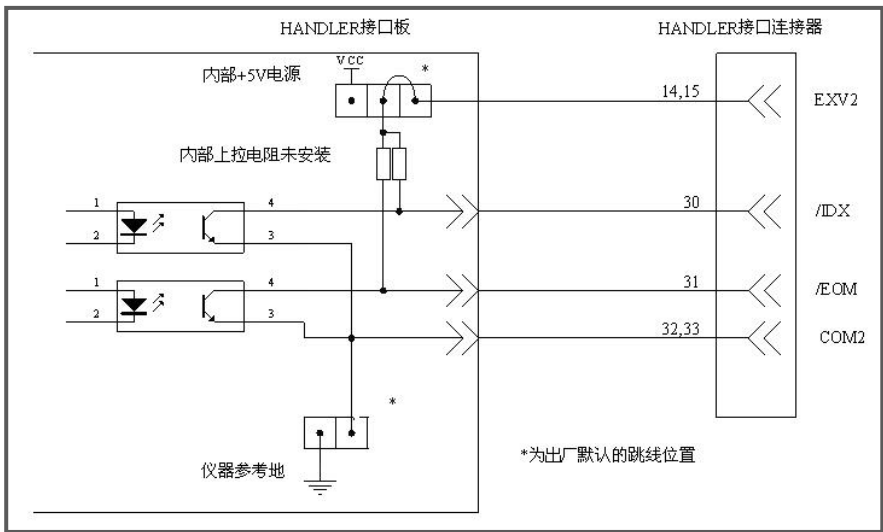 HANDLER接口板
HANDLER接口连接器
内部+5V电源
VCC
*
14,15
EXV2
内部上拉电阻未安装
1
4
30
/IDX
2
3
1
4
31
/EOM
2
3
32,33
COM2
*
仪器参考地
*为出厂默认的跳线位置